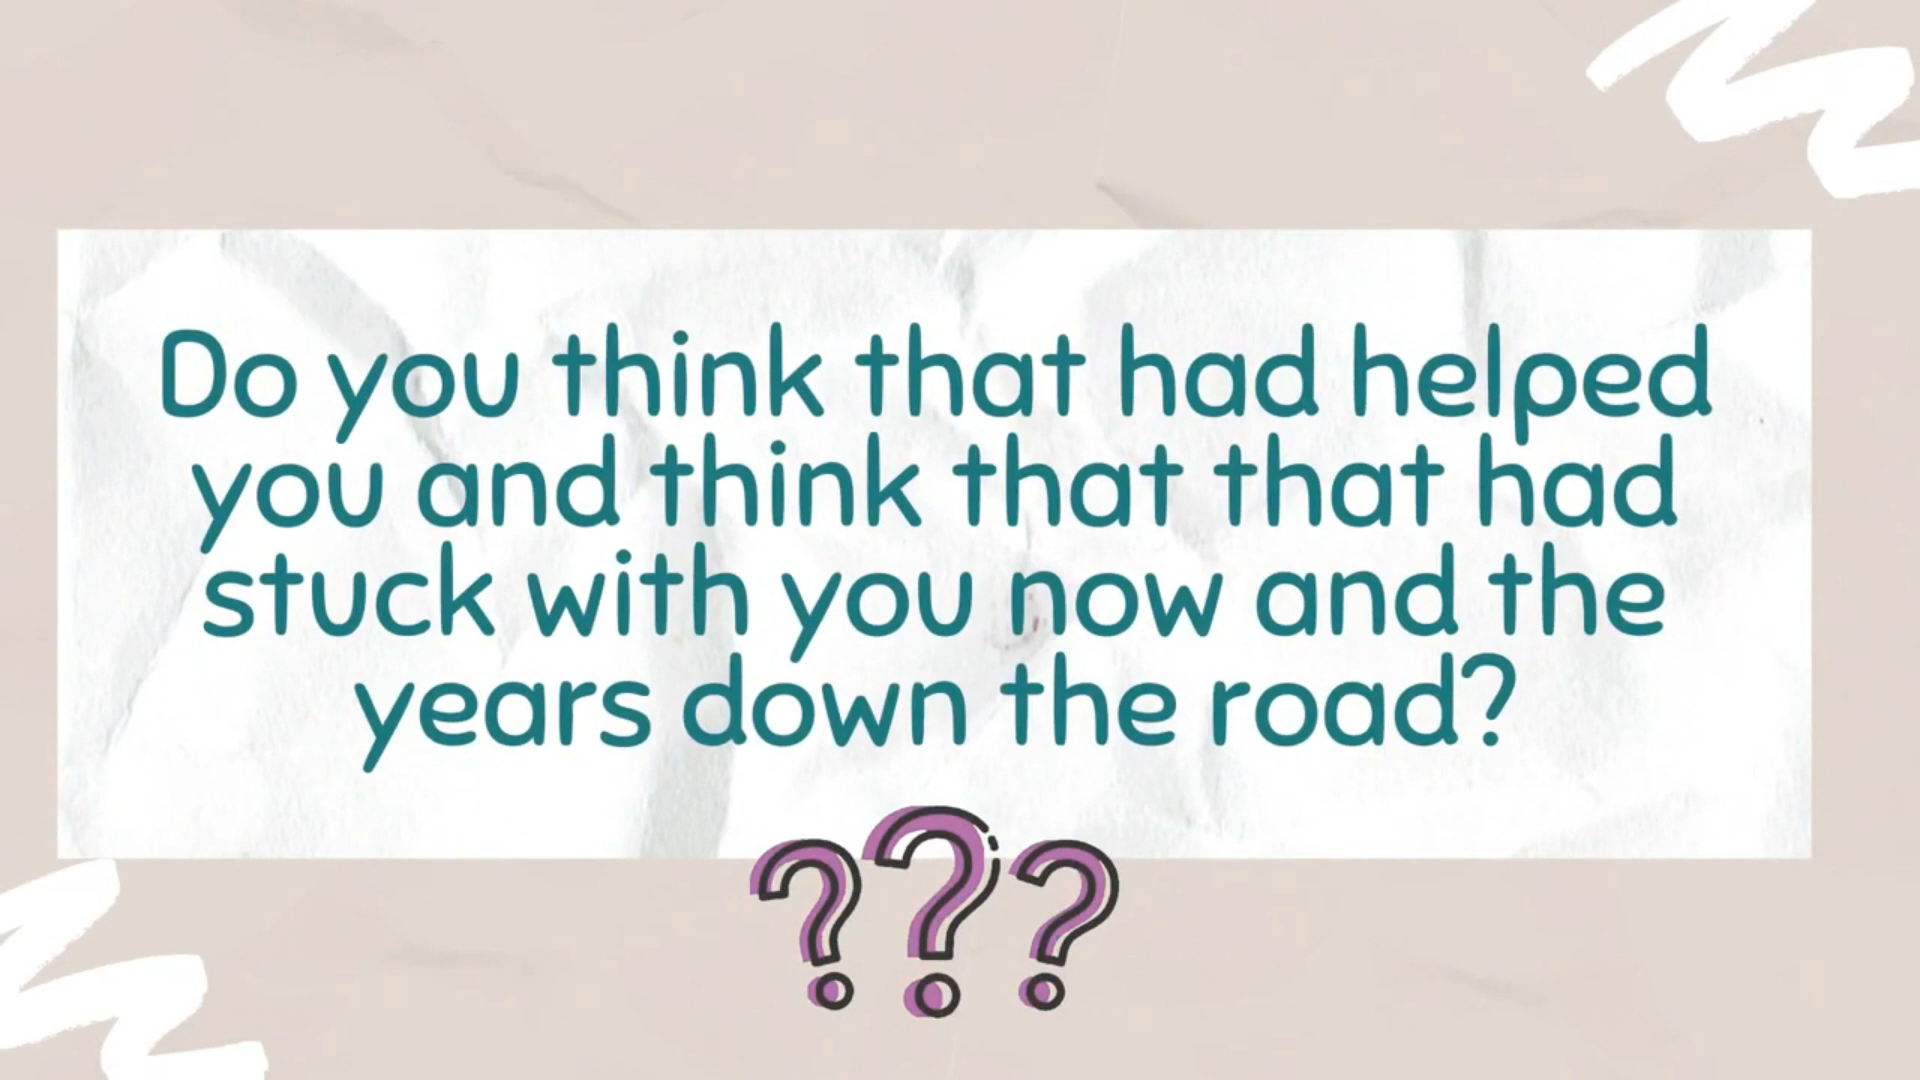 Do you think that had helped
you and think that that had
stuck with you now and the
years down the road?
???